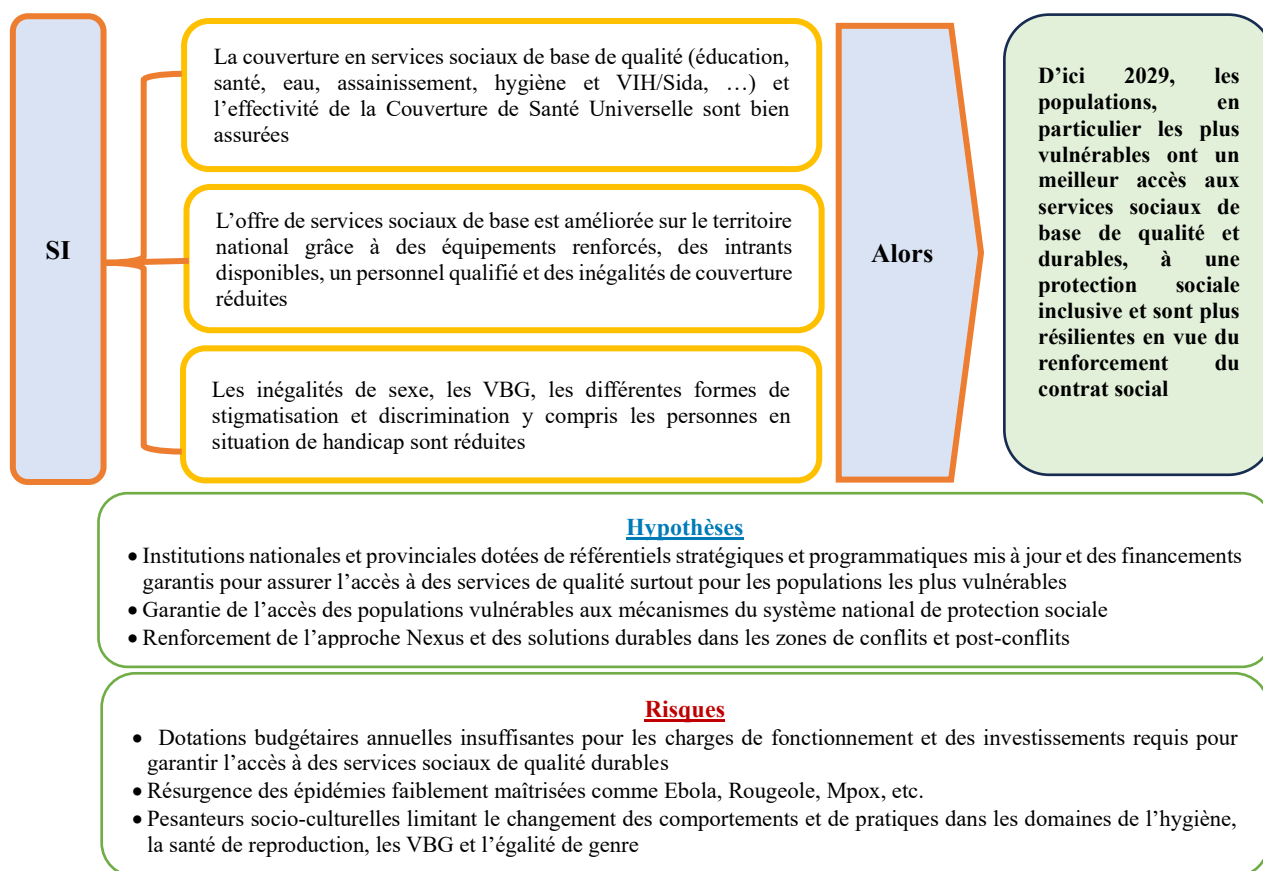 SI
La couverture en services sociaux de base de qualité (éducation,
santé, eau, assainissement, hygiène et VIH/Sida, …) et
l’effectivité de la Couverture de Santé Universelle sont bien
assurées
L’offre de services sociaux de base est améliorée sur le territoire
national grâce à des équipements renforcés, des intrants
disponibles, un personnel qualifié et des inégalités de couverture
réduites
Les inégalités de sexe, les VBG, les différentes formes de
stigmatisation et discrimination y compris les personnes en
situation de handicap sont réduites
Alors
D’ici 2029, les
populations, en
particulier les plus
vulnérables ont un
meilleur accès aux
services sociaux de
base de qualité et
durables, à une
protection sociale
inclusive et sont plus
résilientes en vue du
renforcement du
contrat social
Hypothèses
• Institutions nationales et provinciales dotées de référentiels stratégiques et programmatiques mis à jour et des financements
garantis pour assurer l’accès à des services de qualité surtout pour les populations les plus vulnérables
• Garantie de l’accès des populations vulnérables aux mécanismes du système national de protection sociale
• Renforcement de l’approche Nexus et des solutions durables dans les zones de conflits et post-conflits
Risques
• Dotations budgétaires annuelles insuffisantes pour les charges de fonctionnement et des investissements requis pour
garantir l’accès à des services sociaux de qualité durables
• Résurgence des épidémies faiblement maîtrisées comme Ebola, Rougeole, Mpox, etc.
• Pesanteurs socio-culturelles limitant le changement des comportements et de pratiques dans les domaines de l’hygiène,
la santé de reproduction, les VBG et l’égalité de genre